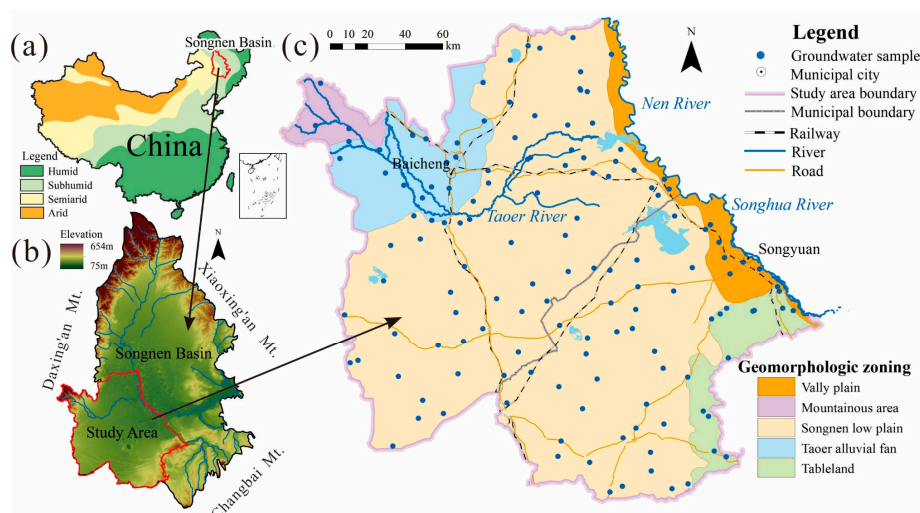 (a)
Songnen Basin
China
Legend
Humid
Subhumid
Semiarid
Arid
(b)
Elevation
654m
75m
N
Daxing'an Mt.
Xiaoxing'an Mt.
Songnen Basin
Study Area
Changbai Mt.
(c)
0 10 20 40 60
km
N
Nen River
Baicheng
Taoer River
Songhua River
Songyuan
Legend
Groundwater sample
Municipal city
Study area boundary
Municipal boundary
Railway
River
Road
Geomorphologic zoning
Vally plain
Mountainous area
Songnen low plain
Taoer alluvial fan
Tableland